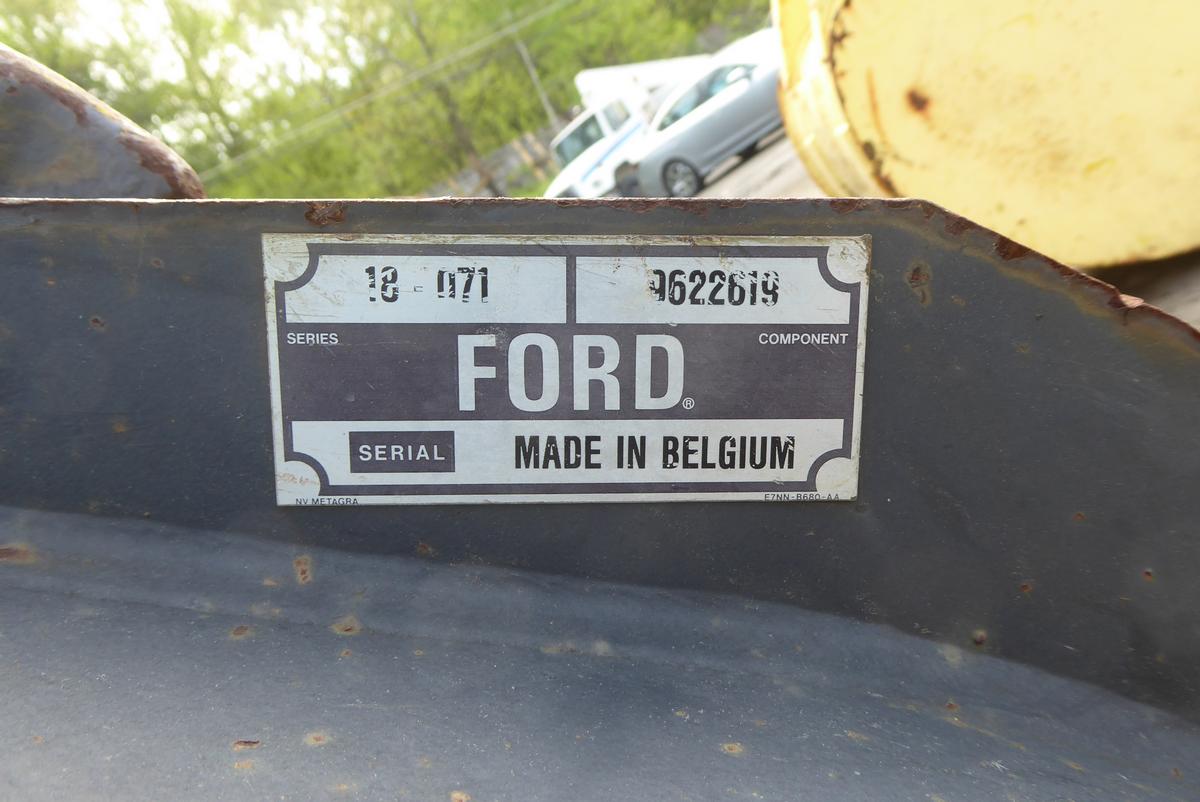 18 - 071 9622619
SERIES COMPONENT
FORD®
SERIAL MADE IN BELGIUM
NV METAGRA E7NN-B680-AA